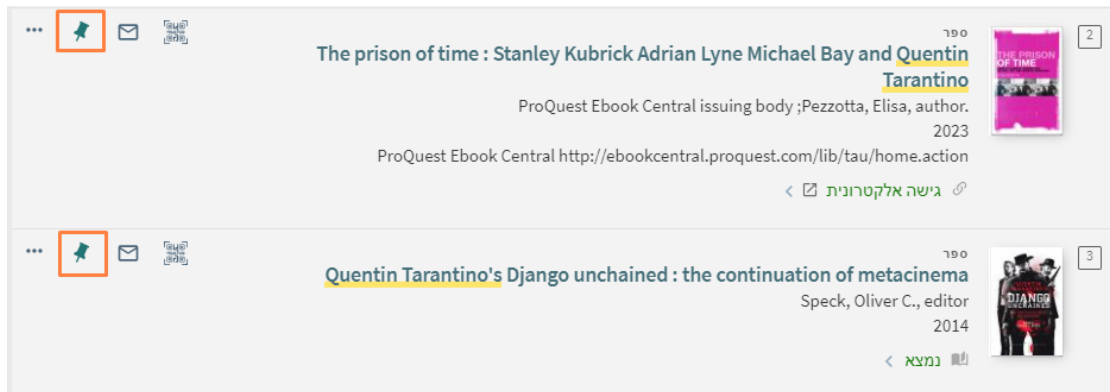 2
ספר
The prison of time : Stanley Kubrick Adrian Lyne Michael Bay and Quentin
Tarantino
ProQuest Ebook Central issuing body ;Pezzotta, Elisa, author.
2023
ProQuest Ebook Central http://ebookcentral.proquest.com/lib/tau/home.action
גישה אלקטרונית
THE PRISON
OF TIME
3
ספר
Quentin Tarantino's Django unchained : the continuation of metacinema
Speck, Oliver C., editor
2014
נמצא
DJANGO
UNCHAINED